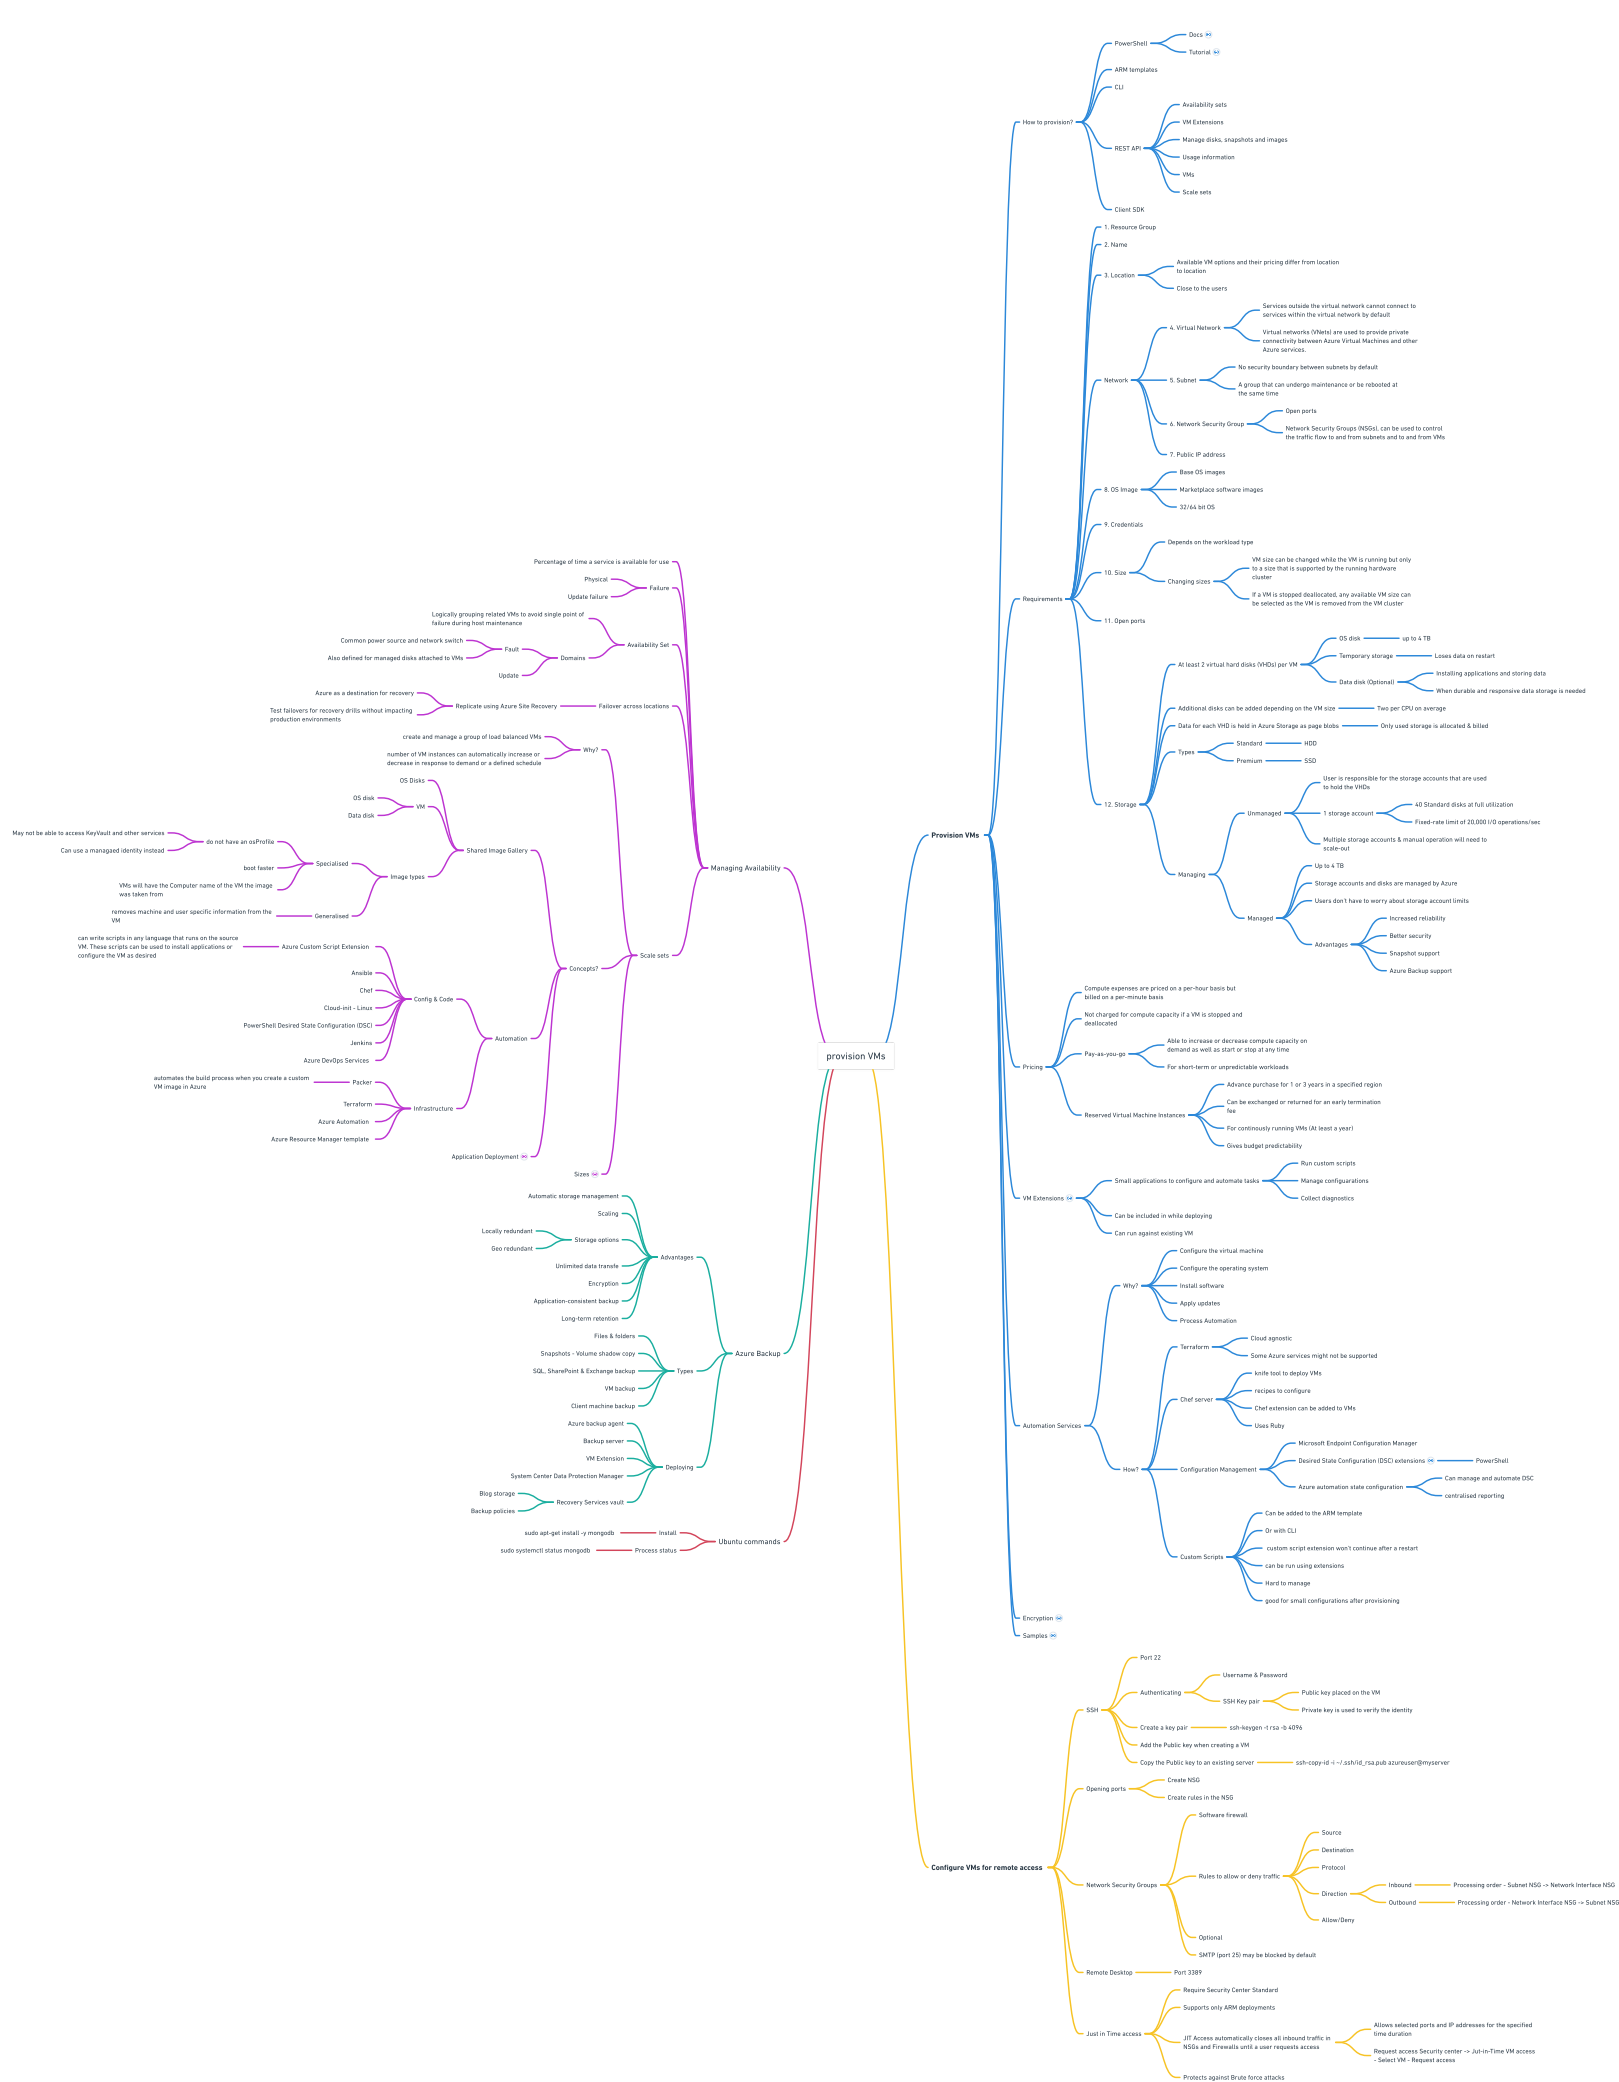 provision VMs
Provision VMs
How to provision?
PowerShell
Docs
Tutorial
ARM templates
CLI
REST API
Availability sets
VM Extensions
Manage disks, snapshots and images
Usage information
VMs
Scale sets
Client SDK
Requirements
1. Resource Group
2. Name
3. Location
Available VM options and their pricing differ from location
to location
Close to the users
Network
4. Virtual Network
Services outside the virtual network cannot connect to
services within the virtual network by default
Virtual networks (VNets) are used to provide private
connectivity between Azure Virtual Machines and other
Azure services.
5. Subnet
No security boundary between subnets by default
A group that can undergo maintenance or be rebooted at
the same time
6. Network Security Group
Open ports
Network Security Groups (NSGs), can be used to control
the traffic flow to and from subnets and to and from VMs
7. Public IP address
8. OS Image
Base OS images
Marketplace software images
32/64 bit OS
9. Credentials
10. Size
Depends on the workload type
Changing sizes
VM size can be changed while the VM is running but only
to a size that is supported by the running hardware
cluster
If a VM is stopped deallocated, any available VM size can
be selected as the VM is removed from the VM cluster
11. Open ports
12. Storage
At least 2 virtual hard disks (VHDs) per VM
OS disk
up to 4 TB
Temporary storage
Loses data on restart
Data disk (Optional)
Installing applications and storing data
When durable and responsive data storage is needed
Additional disks can be added depending on the VM size
Two per CPU on average
Data for each VHD is held in Azure Storage as page blobs
Only used storage is allocated & billed
Types
Standard
HDD
Premium
SSD
Managing
Unmanaged
User is responsible for the storage accounts that are used
to hold the VHDs
1 storage account
40 Standard disks at full utilization
Fixed-rate limit of 20,000 I/O operations/sec
Multiple storage accounts & manual operation will need to
scale-out
Managed
Up to 4 TB
Storage accounts and disks are managed by Azure
Users don't have to worry about storage account limits
Advantages
Increased reliability
Better security
Snapshot support
Azure Backup support
Pricing
Compute expenses are priced on a per-hour basis but
billed on a per-minute basis
Not charged for compute capacity if a VM is stopped and
deallocated
Pay-as-you-go
Able to increase or decrease compute capacity on
demand as well as start or stop at any time
For short-term or unpredictable workloads
Reserved Virtual Machine Instances
Advance purchase for 1 or 3 years in a specified region
Can be exchanged or returned for an early termination
fee
For continously running VMs (At least a year)
Gives budget predictability
VM Extensions
Small applications to configure and automate tasks
Run custom scripts
Manage configuarations
Collect diagnostics
Can be included in while deploying
Can run against existing VM
Automation Services
Why?
Configure the virtual machine
Configure the operating system
Install software
Apply updates
Process Automation
How?
Terraform
Cloud agnostic
Some Azure services might not be supported
Chef server
knife tool to deploy VMs
recipes to configure
Chef extension can be added to VMs
Uses Ruby
Configuration Management
Microsoft Endpoint Configuration Manager
Desired State Configuration (DSC) extensions
PowerShell
Azure automation state configuration
Can manage and automate DSC
centralised reporting
Custom Scripts
Can be added to the ARM template
Or with CLI
custom script extension won't continue after a restart
can be run using extensions
Hard to manage
good for small configurations after provisioning
Encryption
Samples
Configure VMs for remote access
SSH
Port 22
Authenticating
Username & Password
SSH Key pair
Public key placed on the VM
Private key is used to verify the identity
Create a key pair
ssh-keygen -t rsa -b 4096
Add the Public key when creating a VM
Copy the Public key to an existing server
ssh-copy-id -i ~/.ssh/id_rsa.pub azureuser@myserver
Opening ports
Create NSG
Create rules in the NSG
Network Security Groups
Software firewall
Rules to allow or deny traffic
Source
Destination
Protocol
Direction
Inbound
Processing order - Subnet NSG -> Network Interface NSG
Outbound
Processing order - Network Interface NSG -> Subnet NSG
Allow/Deny
Optional
SMTP (port 25) may be blocked by default
Remote Desktop
Port 3389
Just in Time access
Require Security Center Standard
Supports only ARM deployments
JIT Access automatically closes all inbound traffic in
NSGs and Firewalls until a user requests access
Allows selected ports and IP addresses for the specified
time duration
Request access Security center -> Jut-in-Time VM access
- Select VM - Request access
Protects against Brute force attacks
Managing Availability
Percentage of time a service is available for use
Failure
Physical
Update failure
Availability Set
Logically grouping related VMs to avoid single point of
failure during host maintenance
Domains
Fault
Common power source and network switch
Also defined for managed disks attached to VMs
Update
Failover across locations
Replicate using Azure Site Recovery
Azure as a destination for recovery
Test failovers for recovery drills without impacting
production environments
Scale sets
Why?
create and manage a group of load balanced VMs
number of VM instances can automatically increase or
decrease in response to demand or a defined schedule
Concepts?
Shared Image Gallery
OS Disks
VM
OS disk
Data disk
Image types
Specialised
do not have an osProfile
May not be able to access KeyVault and other services
Can use a managaed identity instead
boot faster
VMs will have the Computer name of the VM the image
was taken from
Generalised
removes machine and user specific information from the
VM
Automation
Config & Code
Azure Custom Script Extension
can write scripts in any language that runs on the source
VM. These scripts can be used to install applications or
configure the VM as desired
Ansible
Chef
Cloud-init - Linux
PowerShell Desired State Configuration (DSC)
Jenkins
Azure DevOps Services
Infrastructure
Packer
automates the build process when you create a custom
VM image in Azure
Terraform
Azure Automation
Azure Resource Manager template
Application Deployment
Sizes
Azure Backup
Advantages
Automatic storage management
Scaling
Storage options
Locally redundant
Geo redundant
Unlimited data transfe
Encryption
Application-consistent backup
Long-term retention
Types
Files & folders
Snapshots - Volume shadow copy
SQL, SharePoint & Exchange backup
VM backup
Client machine backup
Deploying
Azure backup agent
Backup server
VM Extension
System Center Data Protection Manager
Recovery Services vault
Blog storage
Backup policies
Ubuntu commands
Install
sudo apt-get install -y mongodb
Process status
sudo systemctl status mongodb